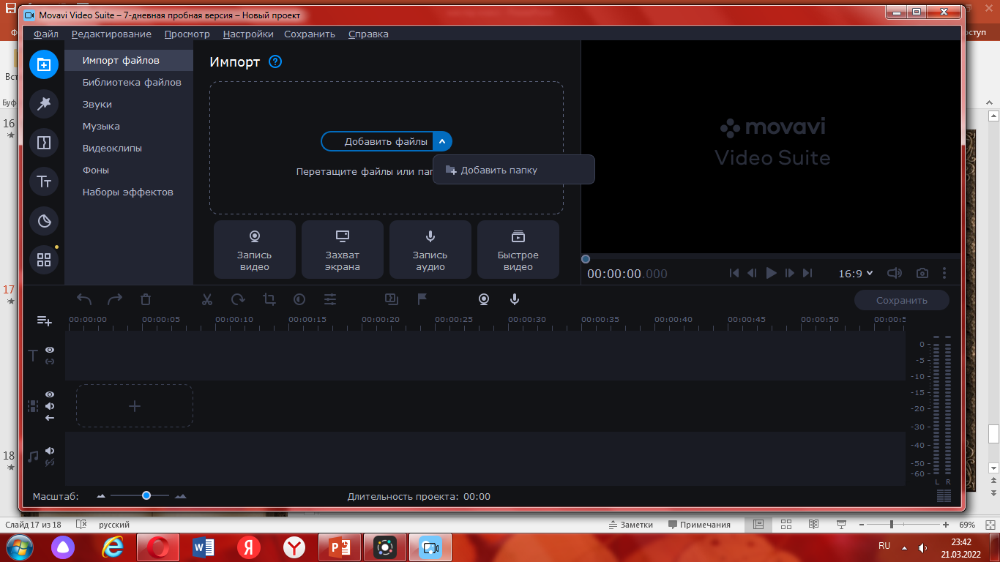 Movavi Video Suite – 7-дневная пробная версия – Новый проект
Файл Редактирование Просмотр Настройки Сохранить Справка
Импорт файлов
Библиотека файлов
Звуки
Музыка
Видеоклипы
Фоны
Наборы эффектов
Импорт ?
Добавить файлы
Перетащите файлы или пап
Добавить папку
Запись видео
Захват экрана
Запись аудио
Быстрое видео
movavi
Video Suite
00:00:00.000
16:9
Сохранить
00:00:00 00:00:05 00:00:10 00:00:15 00:00:20 00:00:25 00:00:30 00:00:35 00:00:40 00:00:45 00:00:50 00:00:5
0
-5
-10
-15
-20
-30
-40
-50
-60
L R
Масштаб:
Длительность проекта: 00:00
Ф
оступ
Вст
Буф
16
17
18
Слайд 17 из 18
русский
Заметки
Примечания
69%
RU
23:42
21.03.2022